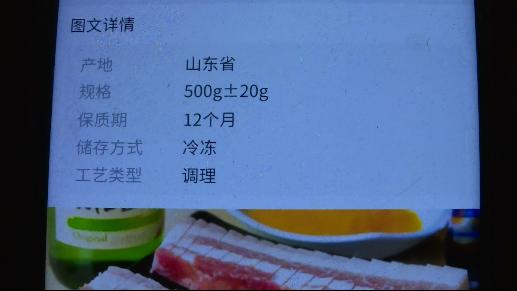 图文详情
产地 山东省
规格 500g±20g
保质期 12个月
储存方式 冷冻
工艺类型 调理
Original